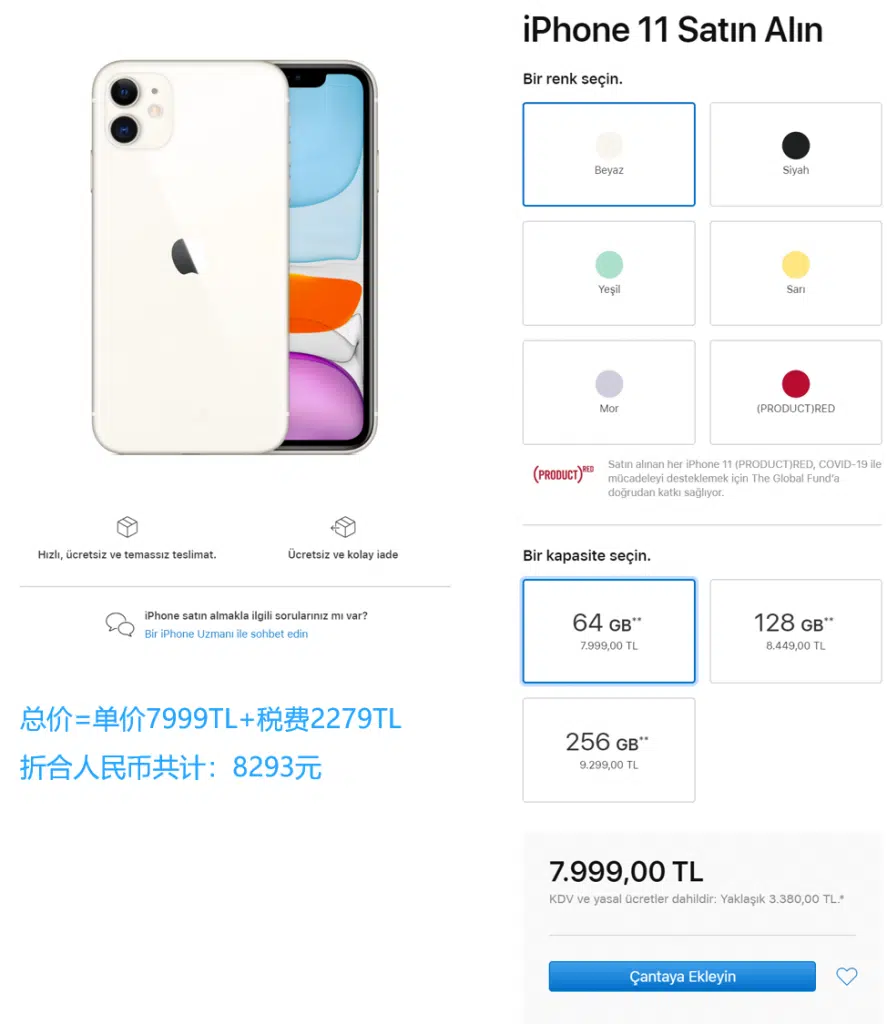 iPhone 11 Satın Alın
Bir renk seçin.
Beyaz
Siyah
Yeşil
Sarı
Mor
(PRODUCT)RED
(PRODUCT)RED
Satın alınan her iPhone 11 (PRODUCT)RED, COVID-19 ile
mücadeleyi desteklemek için The Global Fund'a
doğrudan katkı sağlıyor.
Hızlı, ücretsiz ve temassız teslimat.
Ücretsiz ve kolay iade
iPhone satın almakla ilgili sorularınız mı var?
Bir iPhone Uzmanı ile sohbet edin
Bir kapasite seçin.
64 GB**
7.999,00 TL
128 GB**
8.449,00 TL
256 GB**
9.299,00 TL
总价=单价7999TL+税费2279TL
折合人民币共计：8293元
7.999,00 TL
KDV ve yasal ücretler dahildir: Yaklaşık 3.380,00 TL.*
Çantaya Ekleyin